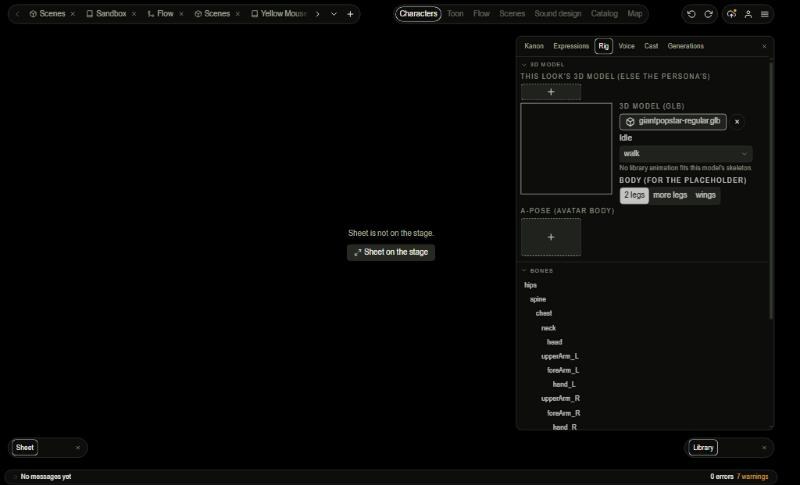 Scenes × Sandbox × Flow × Scenes × Yellow Mous
Characters Toon Flow Scenes Sound design Catalog Map
Kanon Expressions Rig Voice Cast Generations ×
3D MODEL
THIS LOOK'S 3D MODEL (ELSE THE PERSONA'S)
+
3D MODEL (GLB)
giantpopstar-regular.glb ×
Idle
walk
No library animation fits this model's skeleton.
BODY (FOR THE PLACEHOLDER)
2 legs more legs wings
A-POSE (AVATAR BODY)
+
Sheet is not on the stage.
Sheet on the stage
BONES
hips
spine
chest
neck
head
upperArm_L
foreArm_L
hand_L
upperArm_R
foreArm_R
hand_R
Sheet ×
Library ×
No messages yet
0 errors 7 warnings